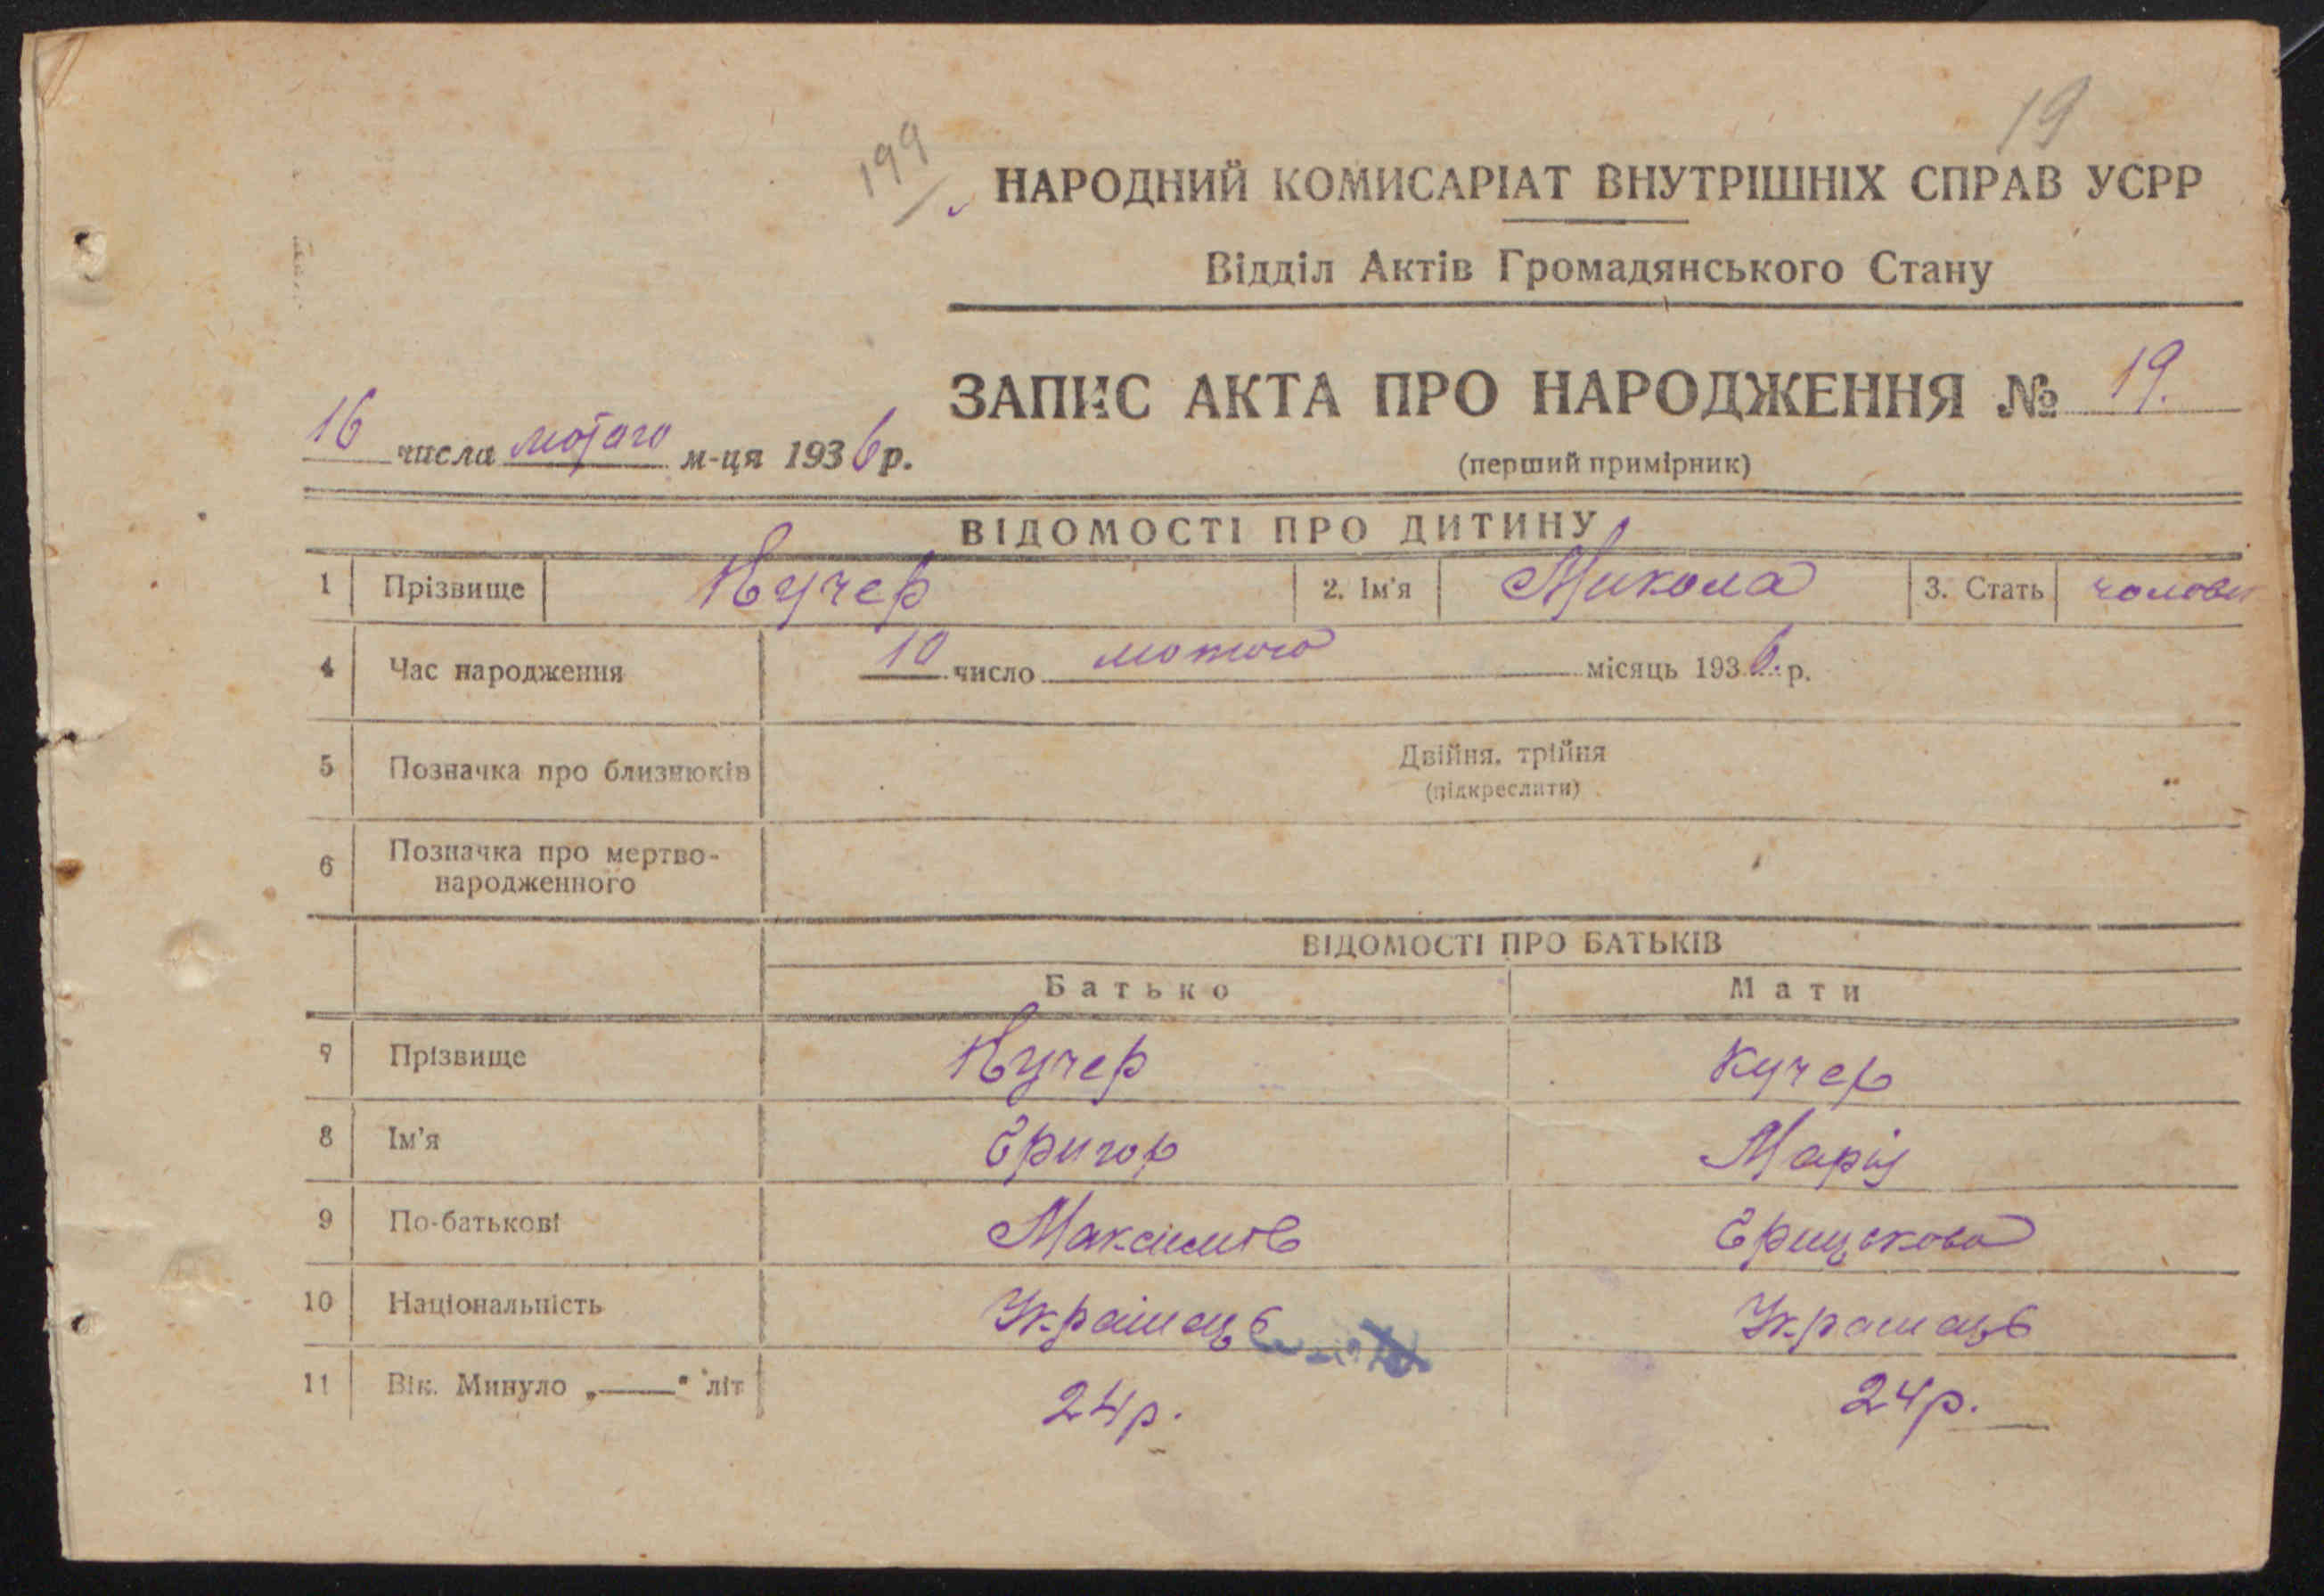 19
199
НАРОДНИЙ КОМИСАРІАТ ВНУТРІШНІХ СПРАВ УСРР
Відділ Актів Громадянського Стану
ЗАПИС АКТА ПРО НАРОДЖЕННЯ № 19.
16 числа лютого м-ця 1936 р.
(перший примірник)
ВІДОМОСТІ ПРО ДИТИНУ
1 Прізвище Кучер 2. Ім'я Микола 3. Стать чолові
4 Час народження 10 число лютого місяць 1936. р.
5 Позначка про близнюків Двійня, трійня
(підкреслити)
6 Позначка про мертво-
народженного
ВІДОМОСТІ ПРО БАТЬКІВ
Батько Мати
7 Прізвище Кучер Кучер
8 Ім'я Григор Марія
9 По-батькові Максимов Грицькова
10 Національність Українець Українець
11 Вік. Минуло „——" літ 24р. 24р.